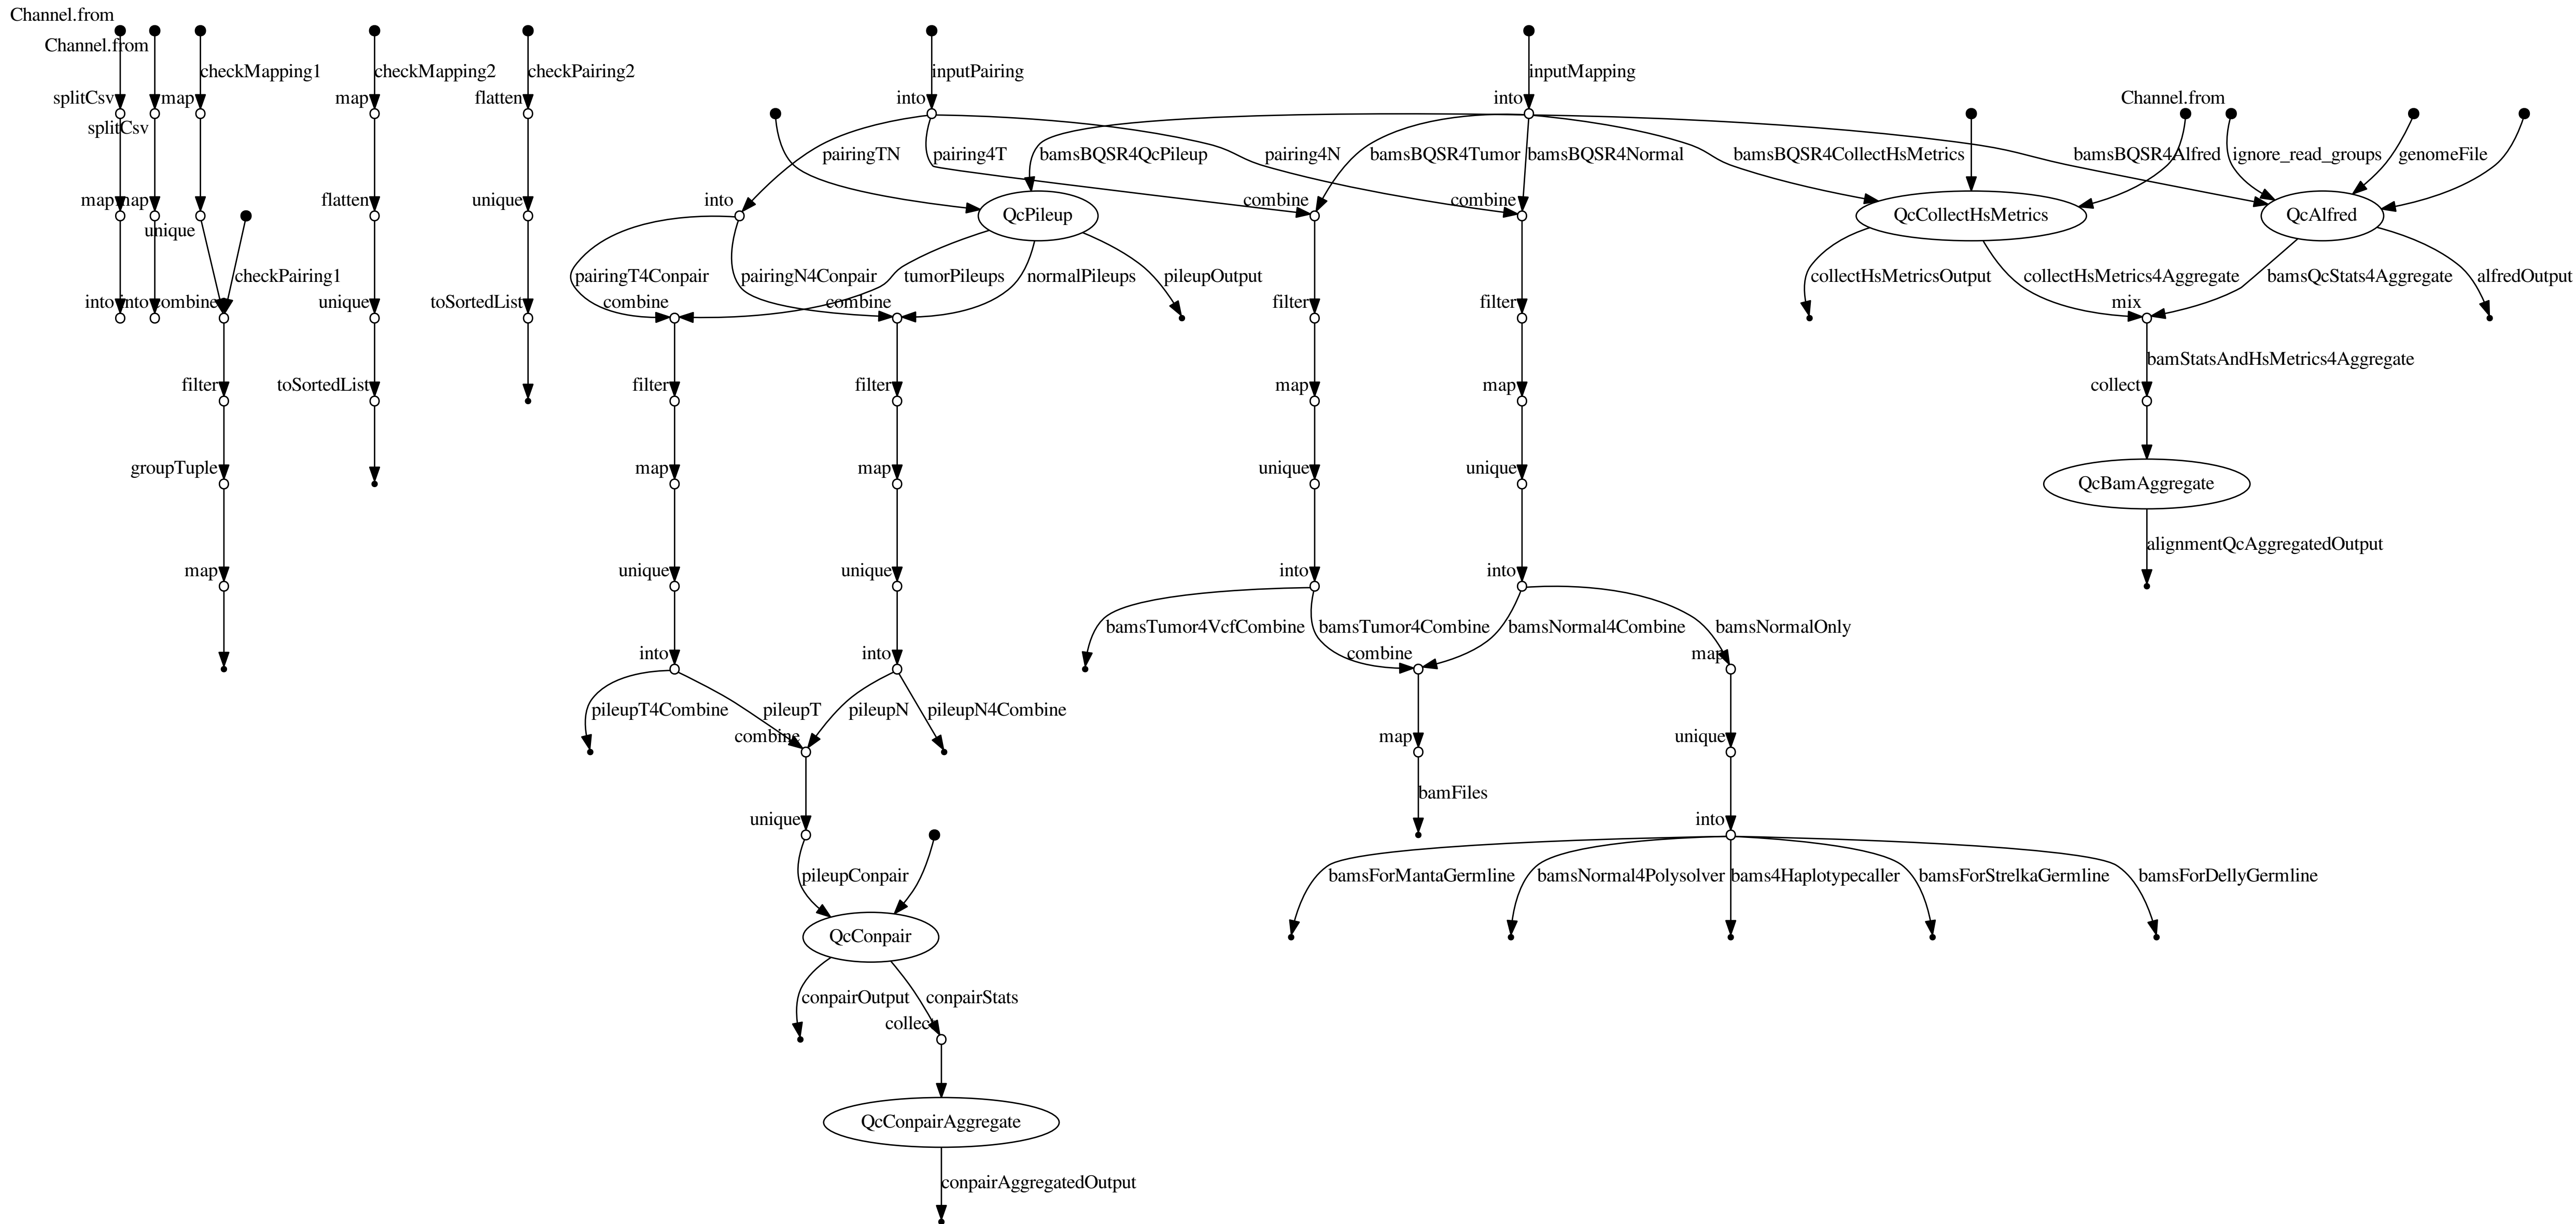 Channel.from
Channel.from
checkMapping1
checkMapping2
checkPairing2
inputPairing
inputMapping
splitCsv
map
map
flatten
into
into
Channel.from
splitCsv
pairingTN
pairing4T
bamsBQSR4QcPileup
pairing4N
bamsBQSR4Tumor
bamsBQSR4Normal
bamsBQSR4CollectHsMetrics
bamsBQSR4Alfred
ignore_read_groups
genomeFile
map
map
flatten
unique
into
combine
combine
QcPileup
QcCollectHsMetrics
QcAlfred
unique
checkPairing1
pairingT4Conpair
pairingN4Conpair
tumorPileups
normalPileups
pileupOutput
collectHsMetricsOutput
collectHsMetrics4Aggregate
bamsQcStats4Aggregate
alfredOutput
into
into
combine
unique
toSortedList
combine
combine
filter
filter
mix
bamStatsAndHsMetrics4Aggregate
filter
toSortedList
filter
filter
map
map
collect
groupTuple
map
map
unique
unique
QcBamAggregate
alignmentQcAggregatedOutput
map
unique
unique
into
into
bamsTumor4VcfCombine
bamsTumor4Combine
bamsNormal4Combine
bamsNormalOnly
into
into
combine
map
pileupT4Combine
pileupT
pileupN
pileupN4Combine
combine
map
unique
bamFiles
unique
into
pileupConpair
bamsForMantaGermline
bamsNormal4Polysolver
bams4Haplotypecaller
bamsForStrelkaGermline
bamsForDellyGermline
QcConpair
conpairOutput
conpairStats
collect
QcConpairAggregate
conpairAggregatedOutput